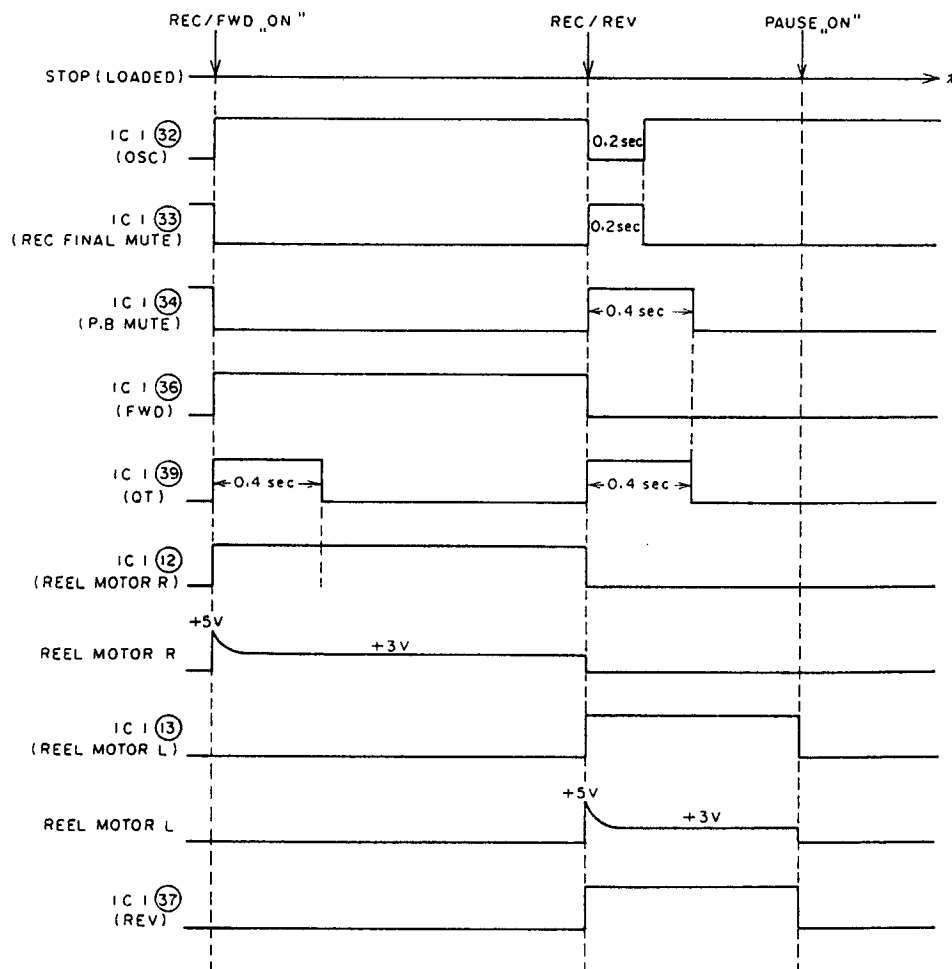 REC/FWD „ON" REC/REV PAUSE „ON"
STOP (LOADED)
IC 1 32
(OSC)
0.2 sec
IC 1 33
(REC FINAL MUTE)
0.2 sec
IC 1 34
(P.B MUTE)
0.4 sec
IC 1 36
(FWD)
IC 1 39
(QT)
0.4 sec 0.4 sec
IC 1 12
(REEL MOTOR R)
+5V
REEL MOTOR R
+3V
IC 1 13
(REEL MOTOR L)
+5V
REEL MOTOR L
+3V
IC 1 37
(REV)